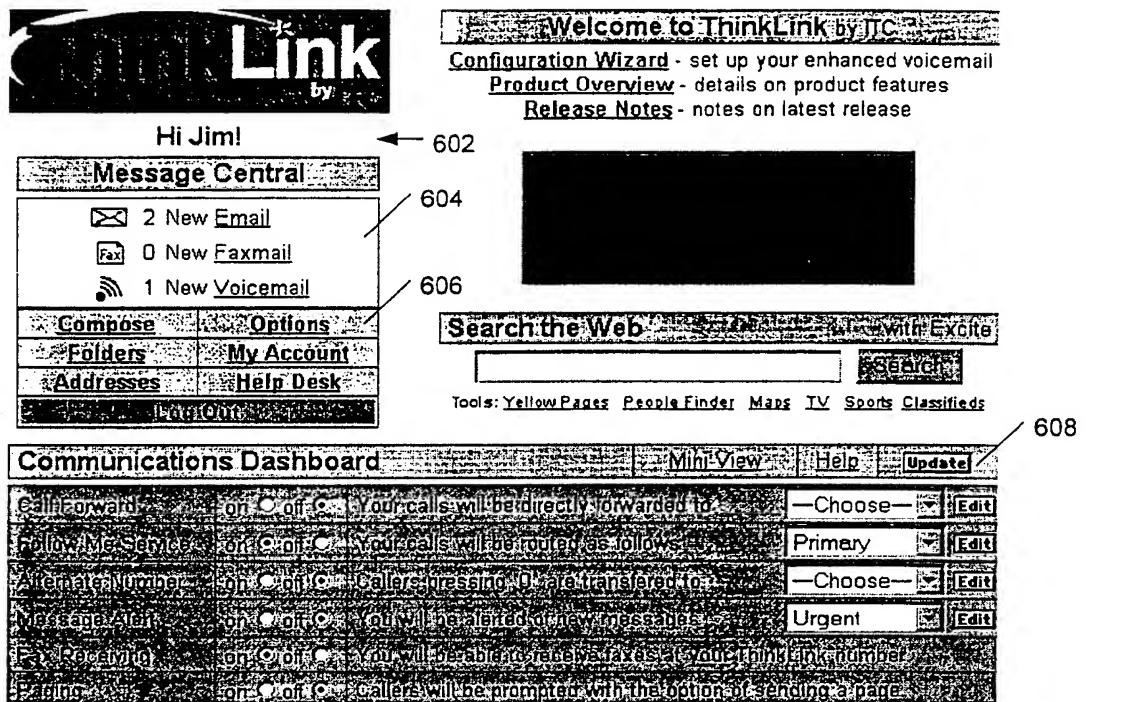 thinkLink
by
Hi Jim!
602
Message Central
2 New Email
Fax 0 New Faxmail
1 New Voicemail
604
606
Compose Options
Folders My Account
Addresses Help Desk
Log Out
Welcome to ThinkLink by ITC
Configuration Wizard - set up your enhanced voicemail
Product Overview - details on product features
Release Notes - notes on latest release
Search the Web with Excite
Search
Tools: Yellow Pages People Finder Maps TV Sports Classifieds
608
Communications Dashboard Mini View Help Update
Call Forward on off Your calls will be directly forwarded to —Choose— Edit
Follow Me Service on off Your calls will be routed as follows Primary Edit
Alternate Number on off Callers pressing '0' are transfered to —Choose— Edit
Message Alert on off You will be alerted of new messages Urgent Edit
Fax Receiving on off You will be able to receive faxes at your ThinkLink number
Paging on off Callers will be prompted with the option of sending a page